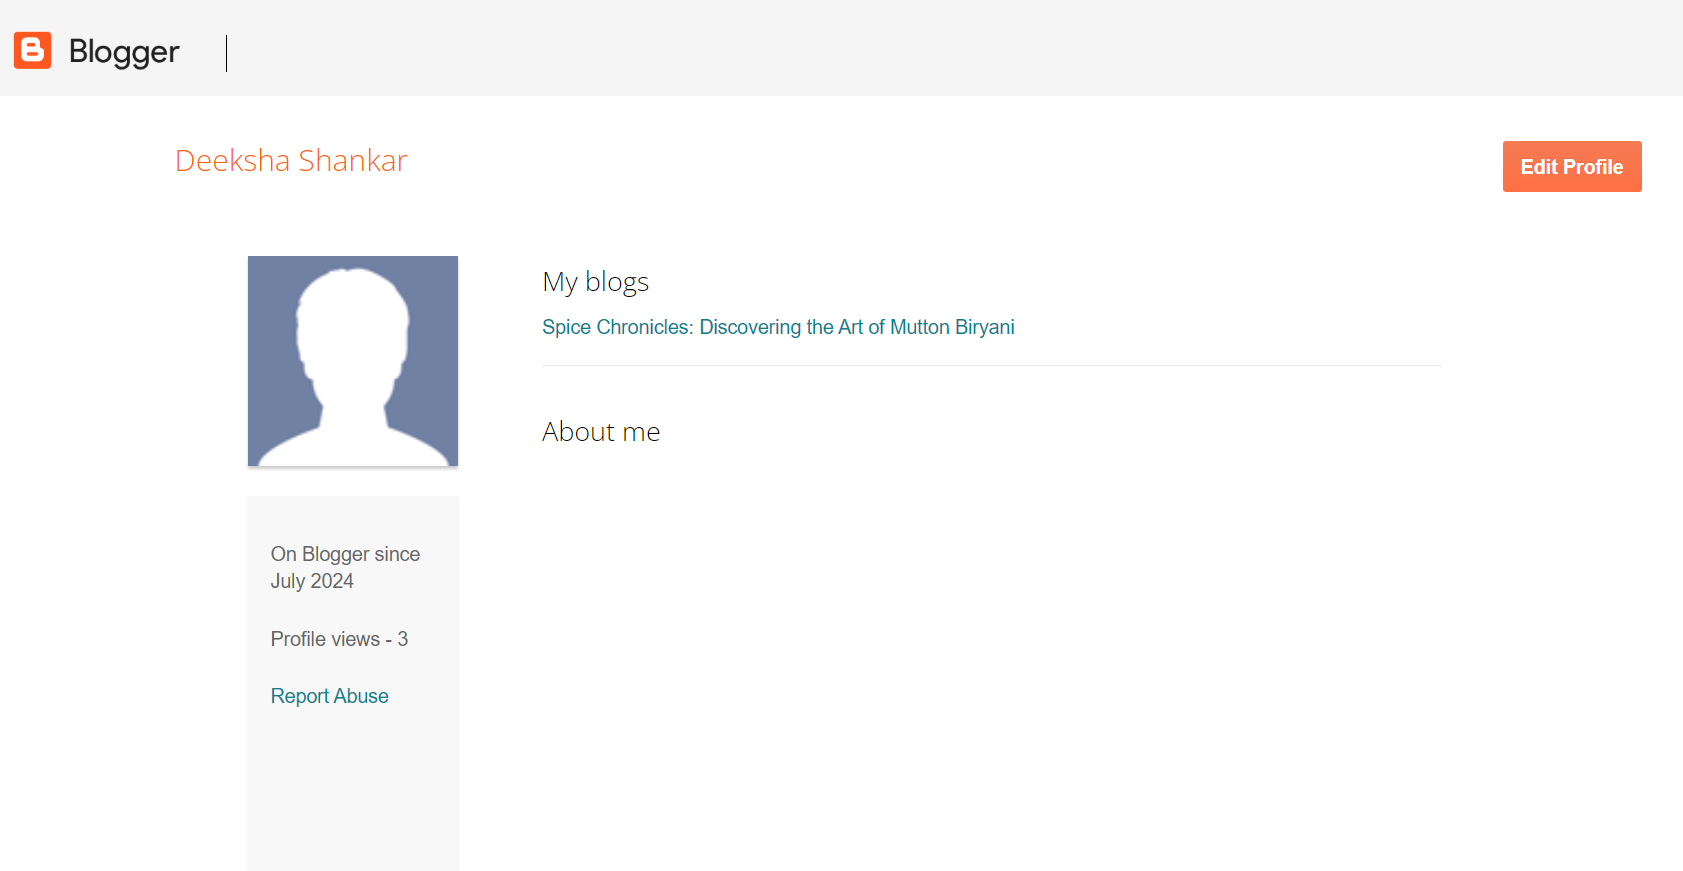 Blogger
Deeksha Shankar
Edit Profile
My blogs
Spice Chronicles: Discovering the Art of Mutton Biryani
About me
On Blogger since
July 2024
Profile views - 3
Report Abuse